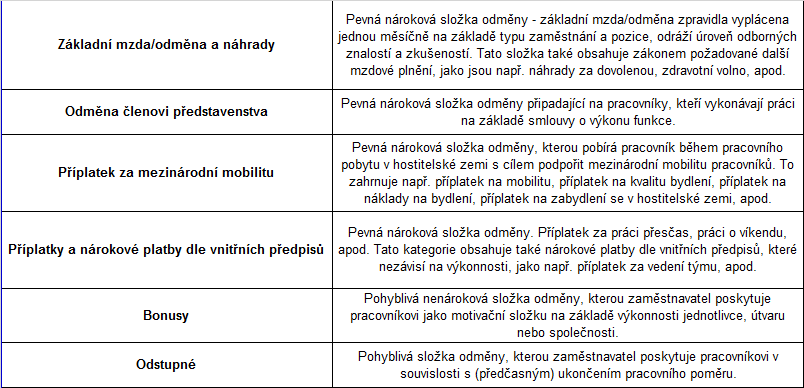 Základní mzda/odměna a náhrady
Pevná nároková složka odměny - základní mzda/odměna zpravidla vyplácena
jednou měsíčně na základě typu zaměstnání a pozice, odráží úroveň odborných
znalostí a zkušeností. Tato složka také obsahuje zákonem požadované další
mzdové plnění, jako jsou např. náhrady za dovolenou, zdravotní volno, apod.
Odměna členovi představenstva
Pevná nároková složka odměny připadající na pracovníky, kteří vykonávají práci
na základě smlouvy o výkonu funkce.
Příplatek za mezinárodní mobilitu
Pevná nároková složka odměny, kterou pobírá pracovník během pracovního
pobytu v hostitelské zemi s cílem podpořit mezinárodní mobilitu pracovníků. To
zahrnuje např. příplatek na mobilitu, příplatek na kvalitu bydlení, příplatek na
náklady na bydlení, příplatek na zabydlení se v hostitelské zemi, apod.
Příplatky a nárokové platby dle vnitřních předpisů
Pevná nároková složka odměny. Příplatek za práci přesčas, práci o víkendu,
apod. Tato kategorie obsahuje také nárokové platby dle vnitřních předpisů, které
nezávisí na výkonnosti, jako např. příplatek za vedení týmu, apod.
Bonusy
Pohyblivá nenároková složka odměny, kterou zaměstnavatel poskytuje
pracovníkovi jako motivační složku na základě výkonnosti jednotlivce, útvaru
nebo společnosti.
Odstupné
Pohyblivá složka odměny, kterou zaměstnavatel poskytuje pracovníkovi v
souvislosti s (předčasným) ukončením pracovního poměru.